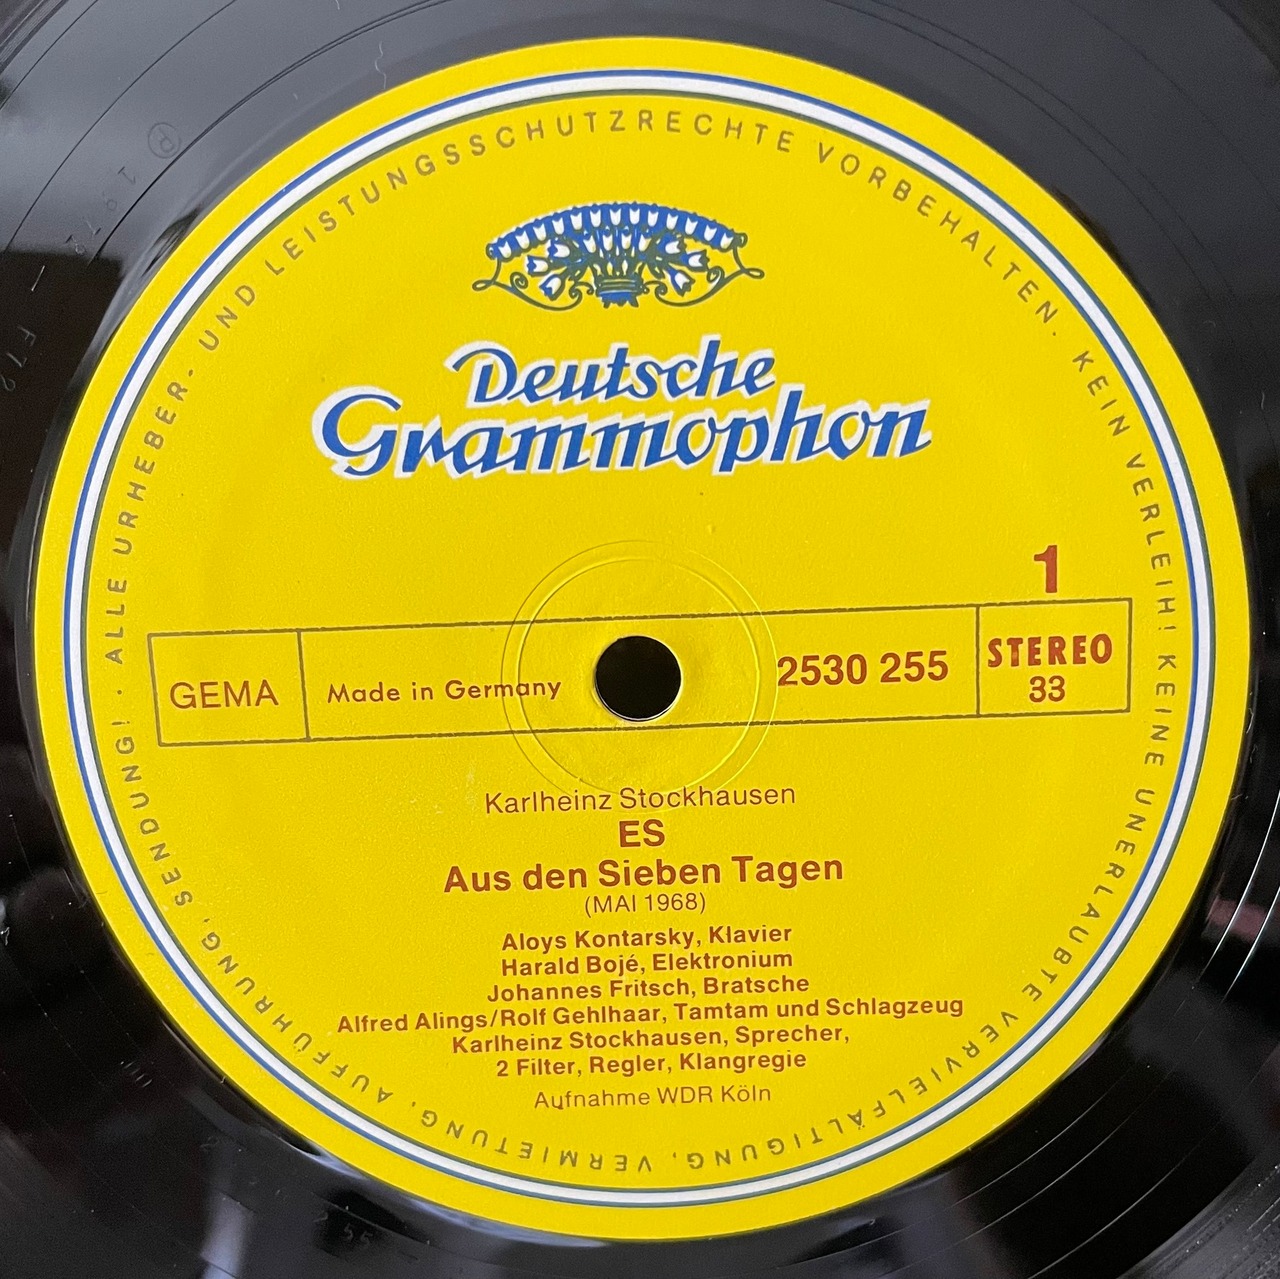 ALLE URHEBER- UND LEISTUNGSSCHUTZRECHTE VORBEHALTEN. KEIN VERLEIH! KEINE UNERLAUBTE VERVIELFÄLTIGUNG, VERMIETUNG, AUFFÜHRUNG, SENDUNG! ·
Deutsche
Grammophon
1
GEMA
Made in Germany
2530 255
STEREO
33
Karlheinz Stockhausen
ES
Aus den Sieben Tagen
(MAI 1968)
Aloys Kontarsky, Klavier
Harald Bojé, Elektronium
Johannes Fritsch, Bratsche
Alfred Alings/Rolf Gehlhaar, Tamtam und Schlagzeug
Karlheinz Stockhausen, Sprecher,
2 Filter, Regler, Klangregie
Aufnahme WDR Köln
Ⓟ 1972